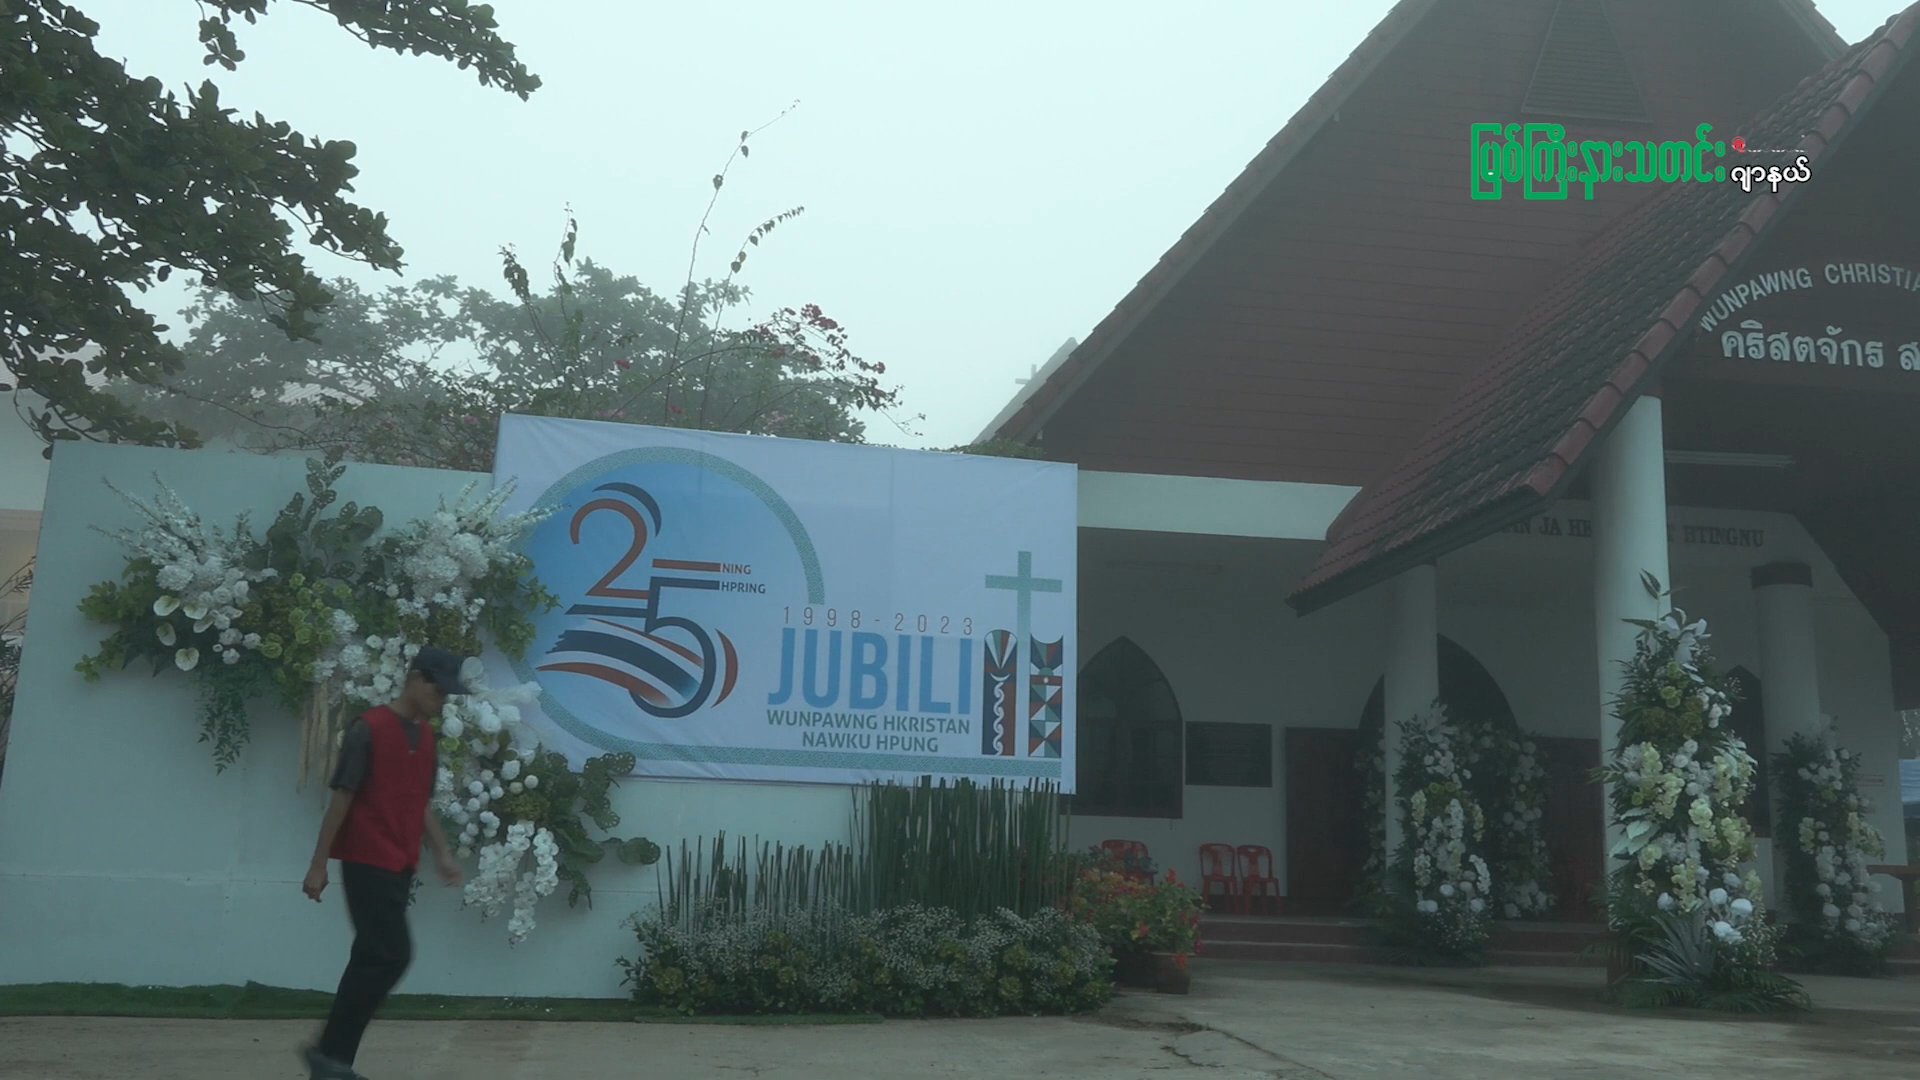 မြစ်ကြီးနားသတင်း
ဂျာနယ်
WUNPAWNG CHRISTIA
คริสตจักร ส
25
NING
HPRING
1998-2023
JUBILI
WUNPAWNG HKRISTAN
NAWKU HPUNG
JA HTINGNU